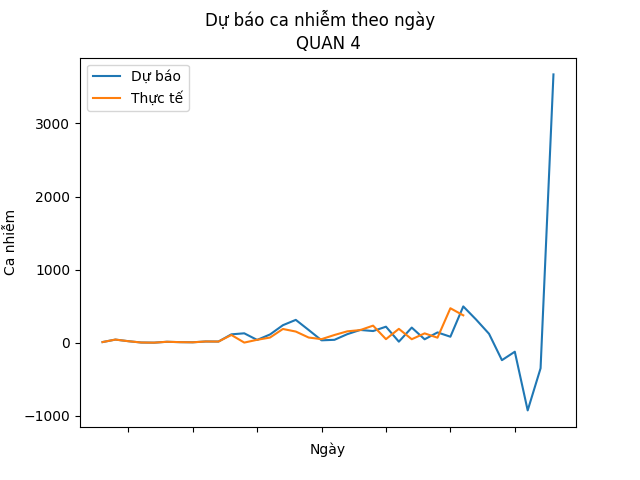 Dự báo ca nhiễm theo ngày
QUAN 4
Dự báo
Thực tế
3000
2000
1000
0
−1000
Ca nhiễm
Ngày